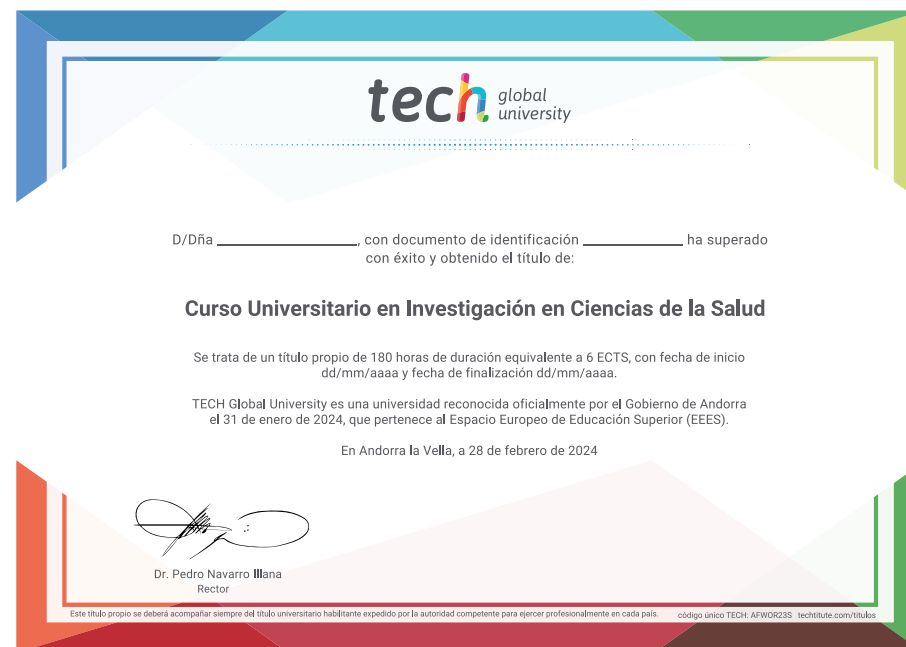 tech global university
D/Dña ____________________, con documento de identificación ______________ ha superado
con éxito y obtenido el título de:
Curso Universitario en Investigación en Ciencias de la Salud
Se trata de un título propio de 180 horas de duración equivalente a 6 ECTS, con fecha de inicio
dd/mm/aaaa y fecha de finalización dd/mm/aaaa.
TECH Global University es una universidad reconocida oficialmente por el Gobierno de Andorra
el 31 de enero de 2024, que pertenece al Espacio Europeo de Educación Superior (EEES).
En Andorra la Vella, a 28 de febrero de 2024
Dr. Pedro Navarro Illana
Rector
Este título propio se deberá acompañar siempre del título universitario habilitante expedido por la autoridad competente para ejercer profesionalmente en cada país. código único TECH: AFWOR23S techtitute.com/titulos